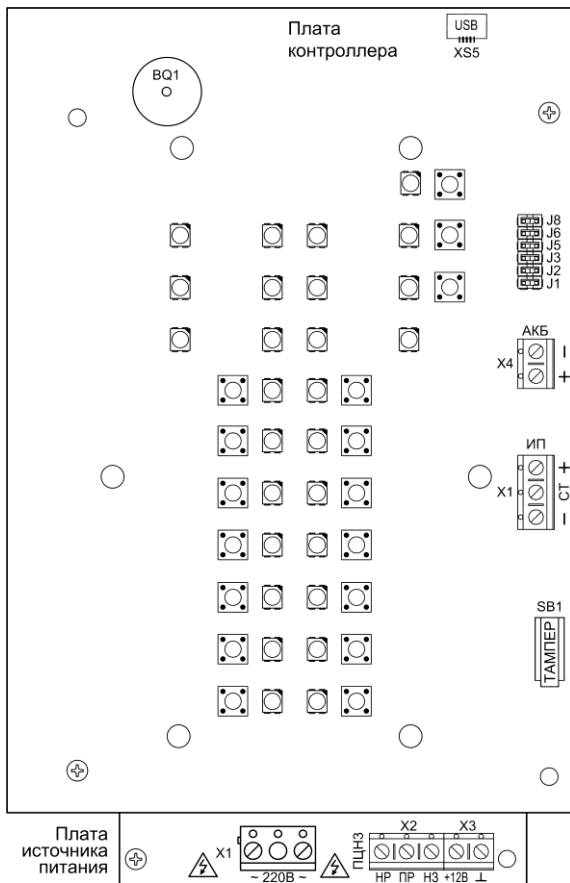 Плата
контроллера
USB
XS5
BQ1
J8
J6
J5
J3
J2
J1
АКБ
X4
–
+
ИП
X1
+
СТ
–
SB1
ТАМПЕР
Плата
источника
питания
X1
~ 220В ~
ПЦН3
X2 X3
НР ПР НЗ +12В ⊥